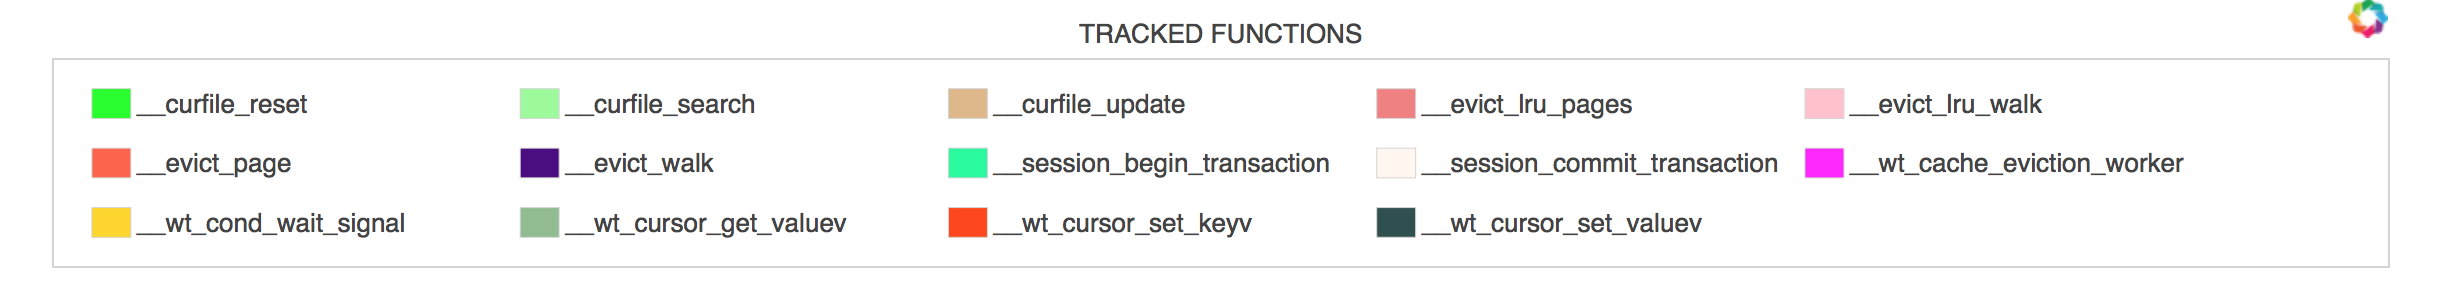 TRACKED FUNCTIONS
__curfile_reset __curfile_search __curfile_update __evict_lru_pages __evict_lru_walk
__evict_page __evict_walk __session_begin_transaction __session_commit_transaction __wt_cache_eviction_worker
__wt_cond_wait_signal __wt_cursor_get_valuev __wt_cursor_set_keyv __wt_cursor_set_valuev